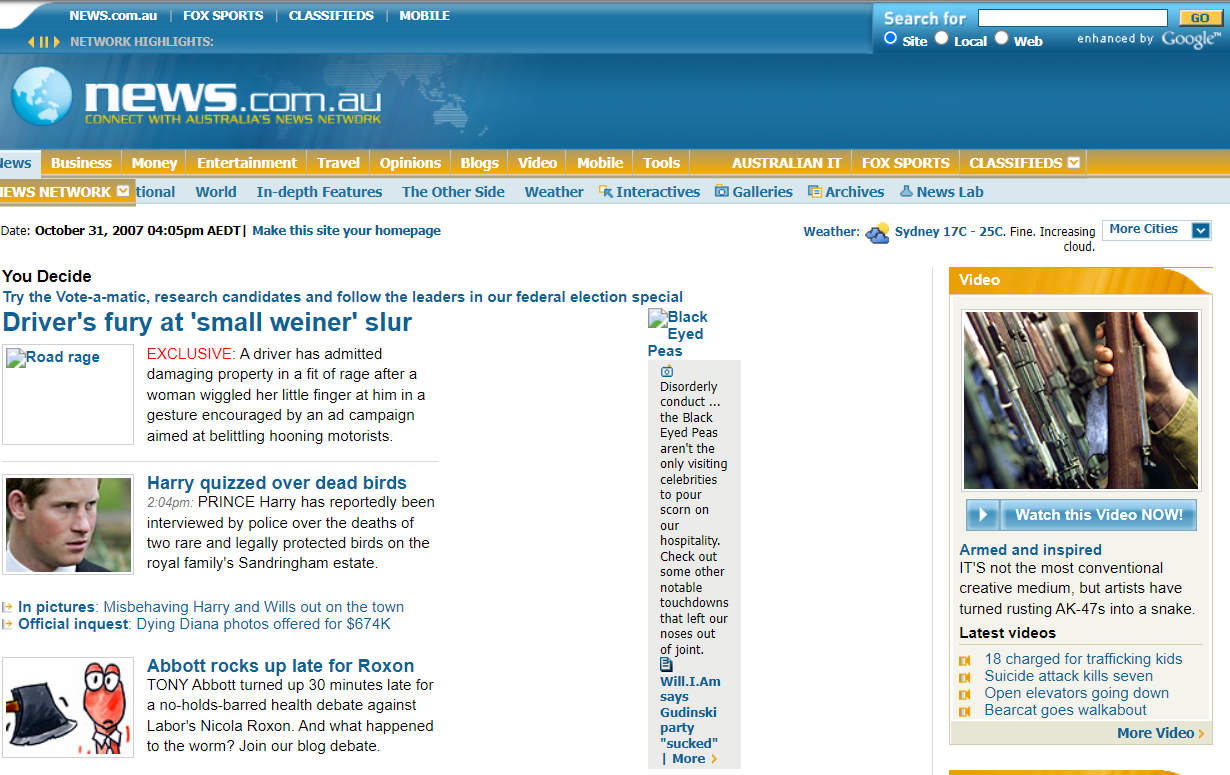 NEWS.com.au | FOX SPORTS | CLASSIFIEDS | MOBILE
NETWORK HIGHLIGHTS:
Search for GO
Site Local Web enhanced by Google™
news.com.au
CONNECT WITH AUSTRALIA'S NEWS NETWORK
News Business Money Entertainment Travel Opinions Blogs Video Mobile Tools AUSTRALIAN IT FOX SPORTS CLASSIFIEDS
NEWS NETWORK tional World In-depth Features The Other Side Weather Interactives Galleries Archives News Lab
Date: October 31, 2007 04:05pm AEDT| Make this site your homepage
Weather: Sydney 17C - 25C. Fine. Increasing
cloud.
More Cities
You Decide
Try the Vote-a-matic, research candidates and follow the leaders in our federal election special
Driver's fury at 'small weiner' slur
Road rage
EXCLUSIVE: A driver has admitted
damaging property in a fit of rage after a
woman wiggled her little finger at him in a
gesture encouraged by an ad campaign
aimed at belittling hooning motorists.
Harry quizzed over dead birds
2:04pm: PRINCE Harry has reportedly been
interviewed by police over the deaths of
two rare and legally protected birds on the
royal family's Sandringham estate.
In pictures: Misbehaving Harry and Wills out on the town
Official inquest: Dying Diana photos offered for $674K
Abbott rocks up late for Roxon
TONY Abbott turned up 30 minutes late for
a no-holds-barred health debate against
Labor's Nicola Roxon. And what happened
to the worm? Join our blog debate.
Black
Eyed
Peas
Disorderly
conduct ...
the Black
Eyed Peas
aren't the
only visiting
celebrities
to pour
scorn on
our
hospitality.
Check out
some other
notable
touchdowns
that left our
noses out
of joint.
Will.I.Am
says
Gudinski
party
"sucked"
| More
Video
Watch this Video NOW!
Armed and inspired
IT'S not the most conventional
creative medium, but artists have
turned rusting AK-47s into a snake.
Latest videos
18 charged for trafficking kids
Suicide attack kills seven
Open elevators going down
Bearcat goes walkabout
More Video